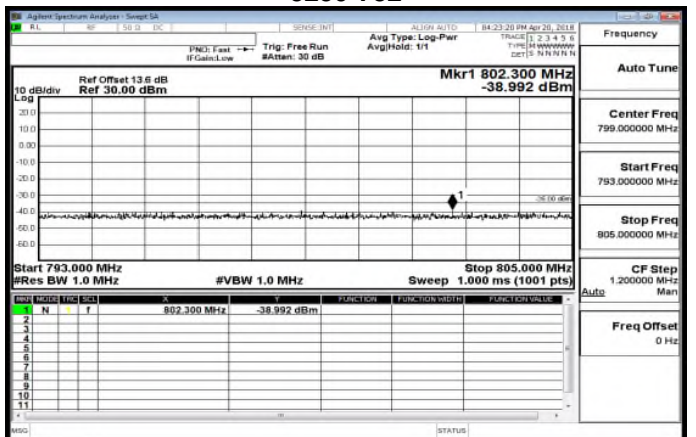 Agilent Spectrum Analyzer - Swept SA
RL RF 50 Ω DC SENSE:INT ALIGN AUTO 04:23:20 PM Apr 20, 2018
PNO: Fast Trig: Free Run Avg Type: Log-Pwr TRACE 1 2 3 4 5 6
IFGain:Low #Atten: 30 dB Avg|Hold: 1/1 TYPE M WWWWW
DET S N N N N N
Frequency
Mkr1 802.300 MHz
-38.992 dBm
Ref Offset 13.6 dB
10 dB/div Ref 30.00 dBm
Log
20.0
10.0
0.00
-10.0
-20.0
-30.0
-40.0
-50.0
-60.0
1
Start 793.000 MHz Stop 805.000 MHz
#Res BW 1.0 MHz #VBW 1.0 MHz Sweep 1.000 ms (1001 pts)
MKR MODE TRC SCL X Y FUNCTION FUNCTION WIDTH FUNCTION VALUE
1 N 1 f 802.300 MHz -38.992 dBm
2
3
4
5
6
7
8
9
10
11
MSG STATUS
Auto Tune
Center Freq
799.000000 MHz
Start Freq
793.000000 MHz
Stop Freq
805.000000 MHz
CF Step
1.200000 MHz
Auto Man
Freq Offset
0 Hz